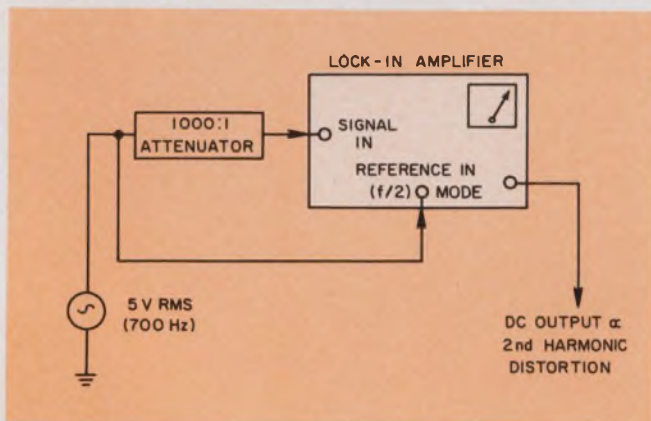 LOCK-IN AMPLIFIER
1000:1
ATTENUATOR
SIGNAL
IN
REFERENCE IN
(f/2) MODE
5 V RMS
(700 Hz)
DC OUTPUT ∝
2nd HARMONIC
DISTORTION